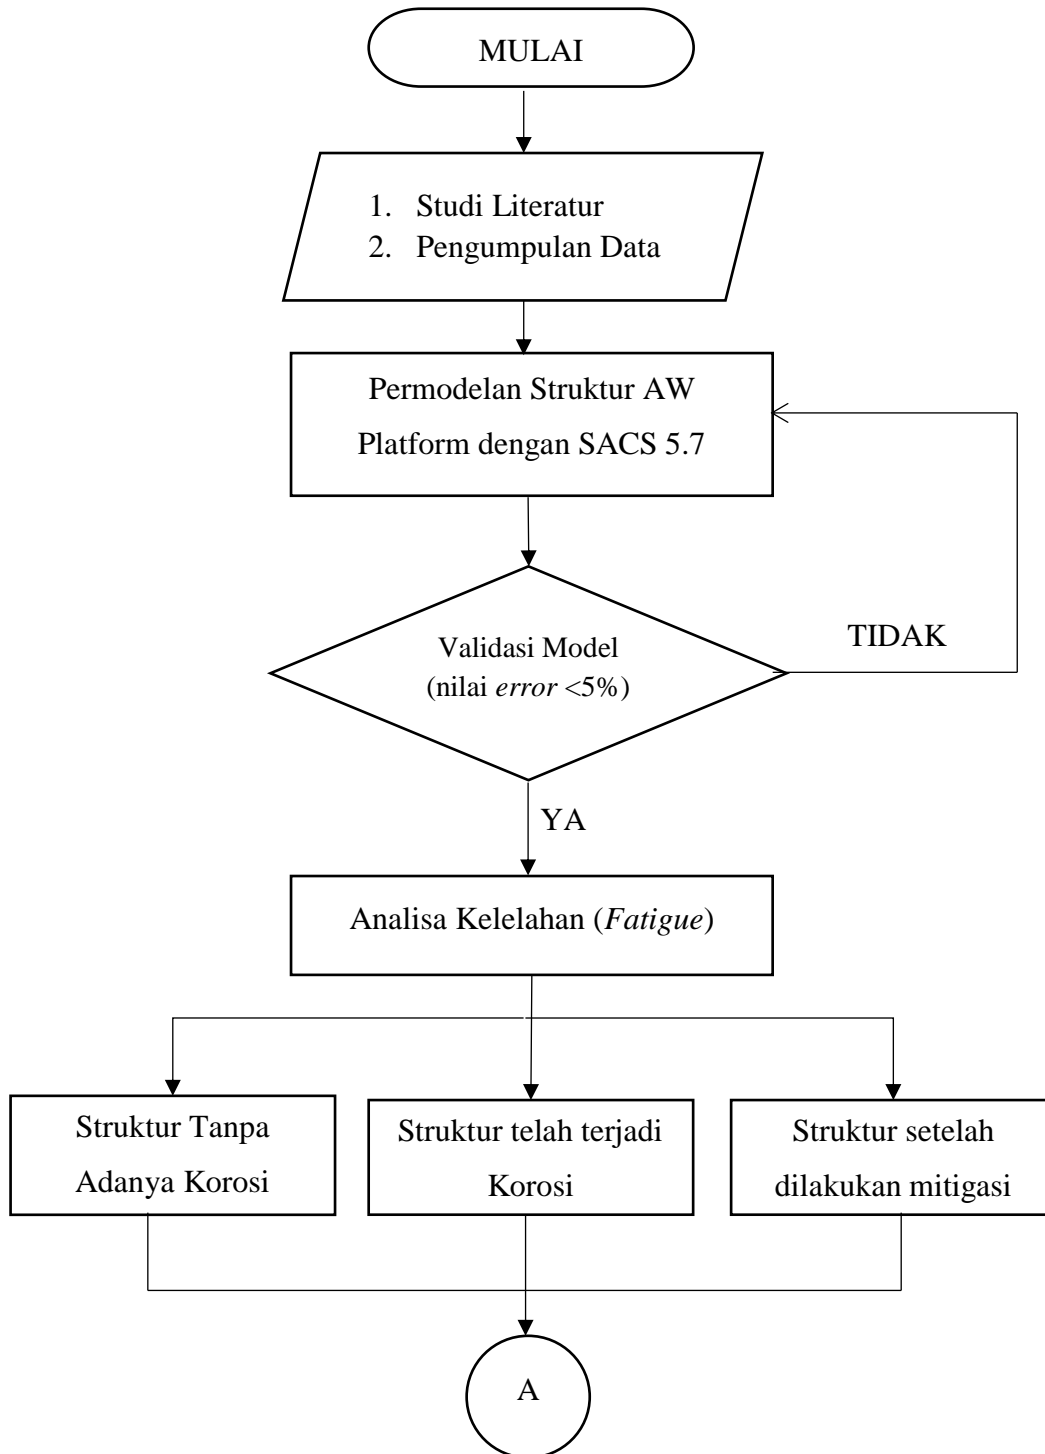 MULAI
1. Studi Literatur
2. Pengumpulan Data
Permodelan Struktur AW
Platform dengan SACS 5.7
Validasi Model
(nilai error <5%)
TIDAK
YA
Analisa Kelelahan (Fatigue)
Struktur Tanpa
Adanya Korosi
Struktur telah terjadi
Korosi
Struktur setelah
dilakukan mitigasi
A